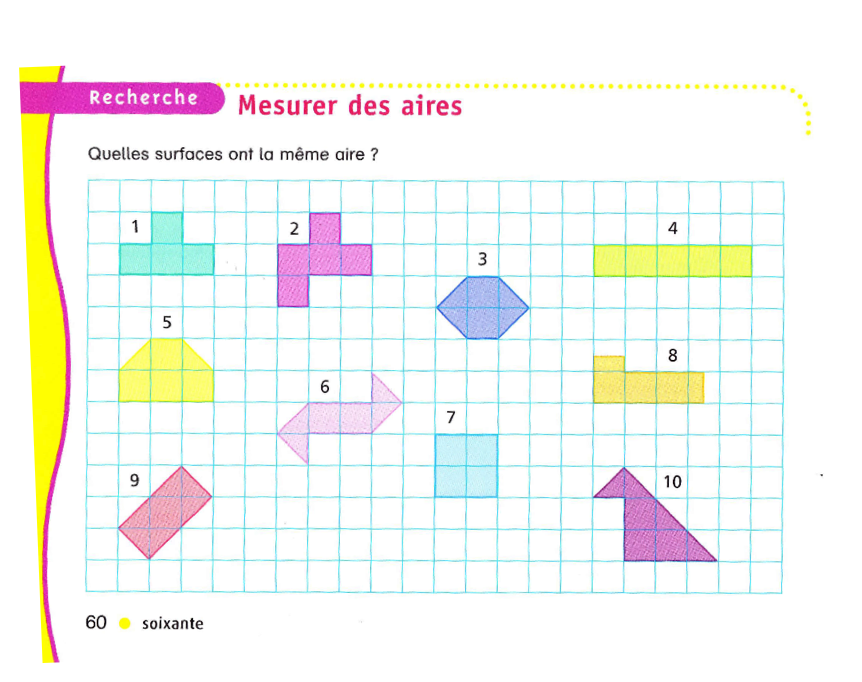 Recherche
Mesurer des aires
Quelles surfaces ont la même aire ?
1
2
3
4
5
6
7
8
9
10
60 soixante